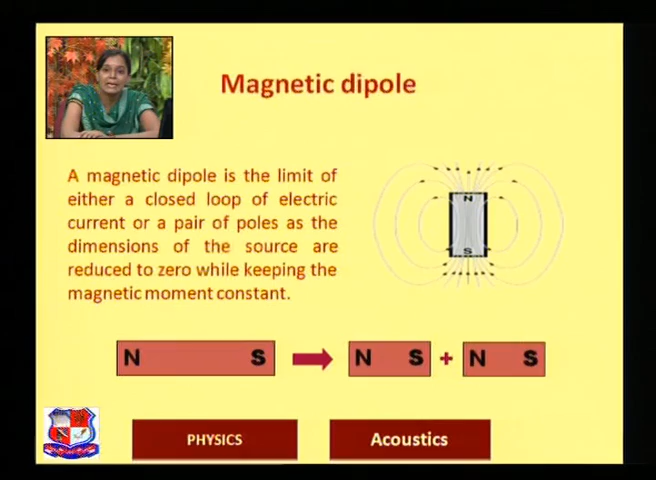 Magnetic dipole
A magnetic dipole is the limit of
either a closed loop of electric
current or a pair of poles as the
dimensions of the source are
reduced to zero while keeping the
magnetic moment constant.
N
S
N S N S + N S
PHYSICS Acoustics